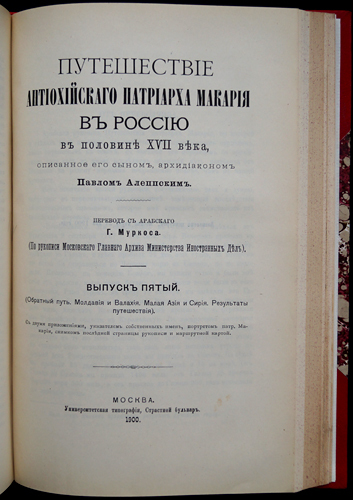 ПУТЕШЕСТВІЕ
АНТІОХІЙСКАГО ПАТРІАРХА МАКАРІЯ
ВЪ РОССІЮ
въ половинѣ XVII вѣка,
описанное его сыномъ, архидіакономъ
Павломъ Алеппскимъ.
ПЕРЕВОДЪ СЪ АРАБСКАГО
Г. Муркоса.
(По рукописи Московскаго Главнаго Архива Министерства Иностранныхъ Дѣлъ).
ВЫПУСКЪ ПЯТЫЙ.
(Обратный путь. Молдавія и Валахія. Малая Азія и Сирія. Результаты
путешествія).
Съ двумя приложеніями, указателемъ собственныхъ именъ, портретомъ патр. Ма-
карія, снимкомъ послѣдней страницы рукописи и маршрутной картой.
МОСКВА.
Университетская типографія, Страстной бульваръ.
1900.